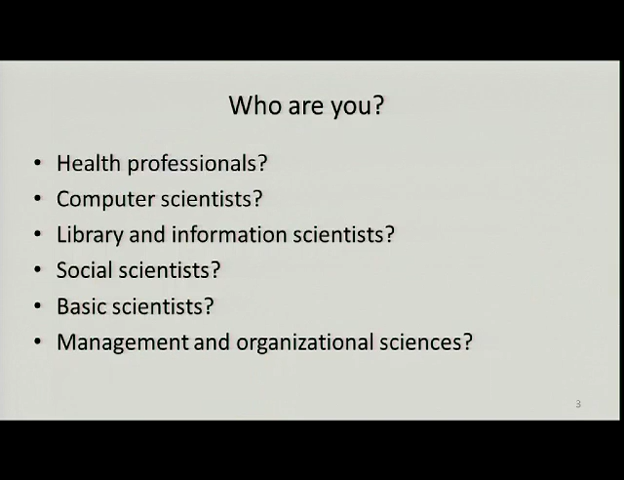 Who are you?
• Health professionals?
• Computer scientists?
• Library and information scientists?
• Social scientists?
• Basic scientists?
• Management and organizational sciences?
3